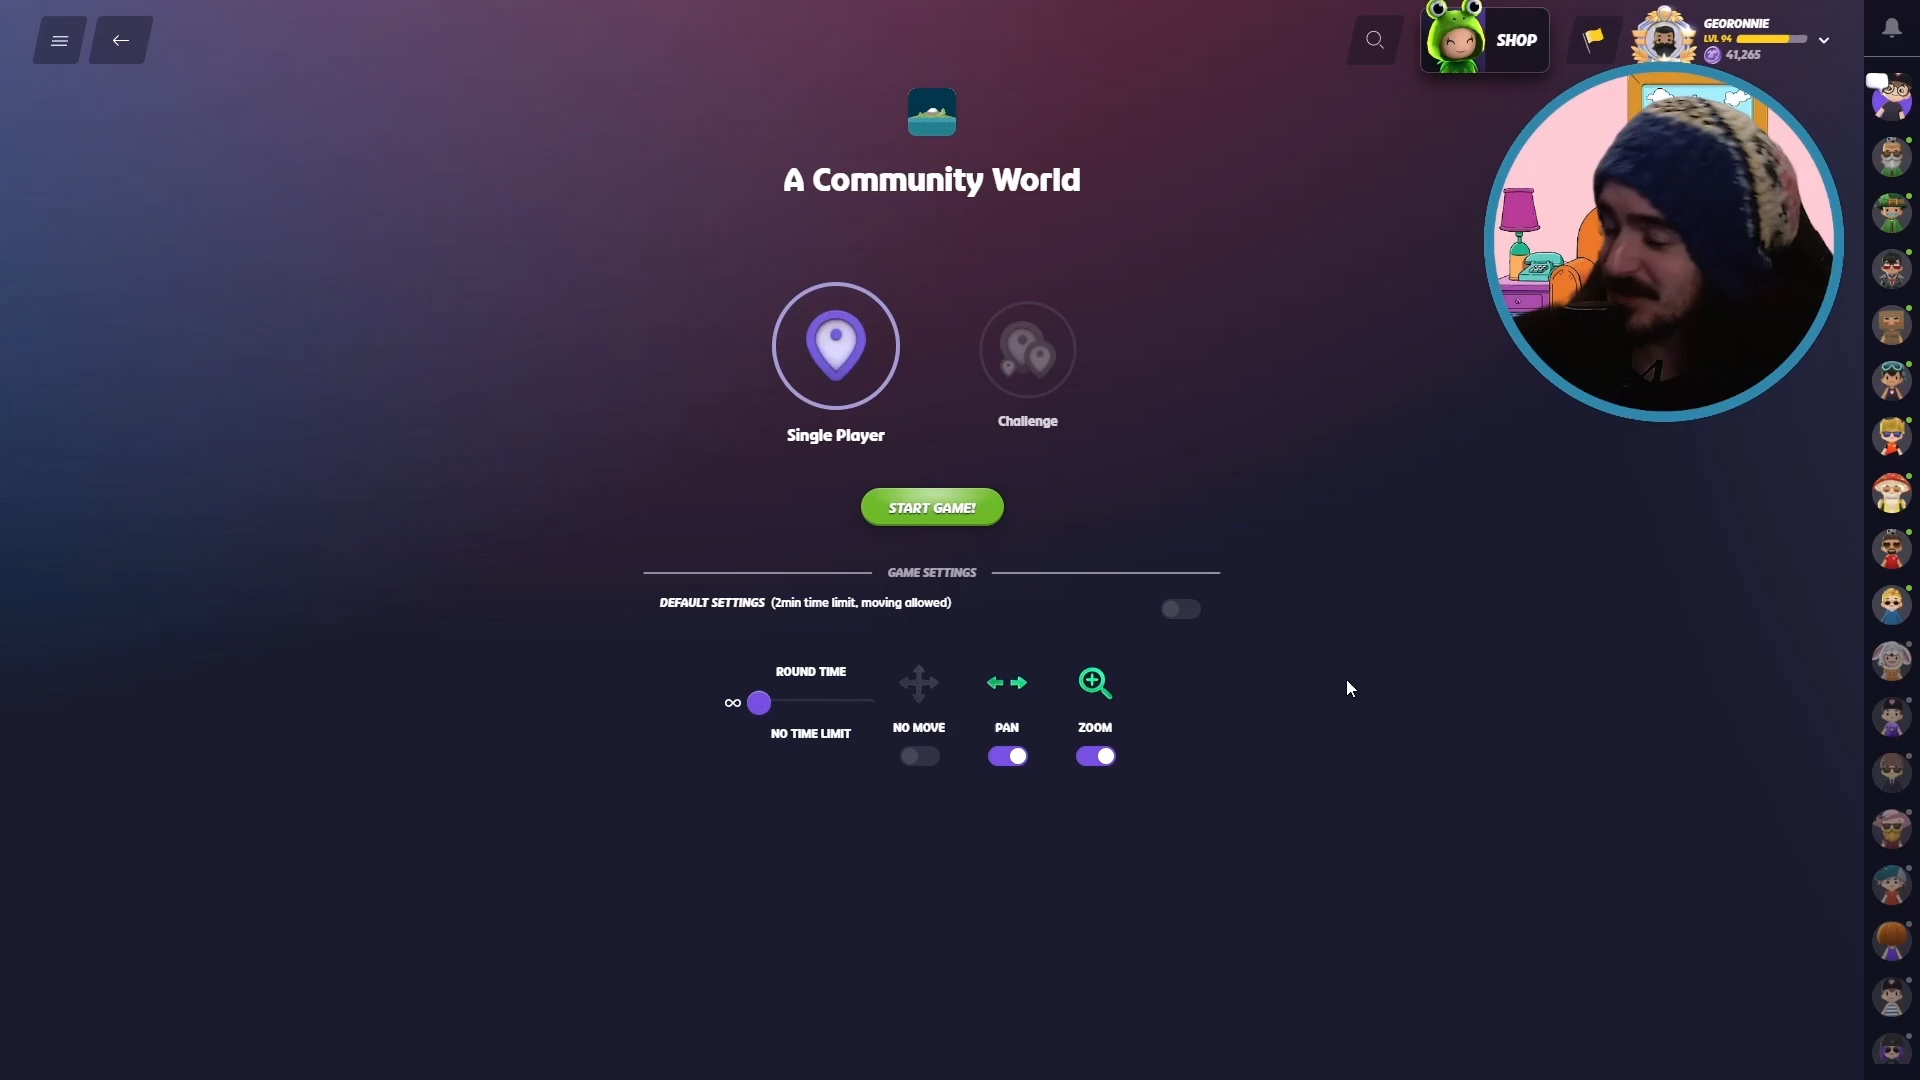 SHOP
GEORONNIE
LVL 94
41,265
A Community World
Single Player
Challenge
START GAME!
GAME SETTINGS
DEFAULT SETTINGS (2min time limit, moving allowed)
ROUND TIME
∞
NO TIME LIMIT
NO MOVE
PAN
ZOOM